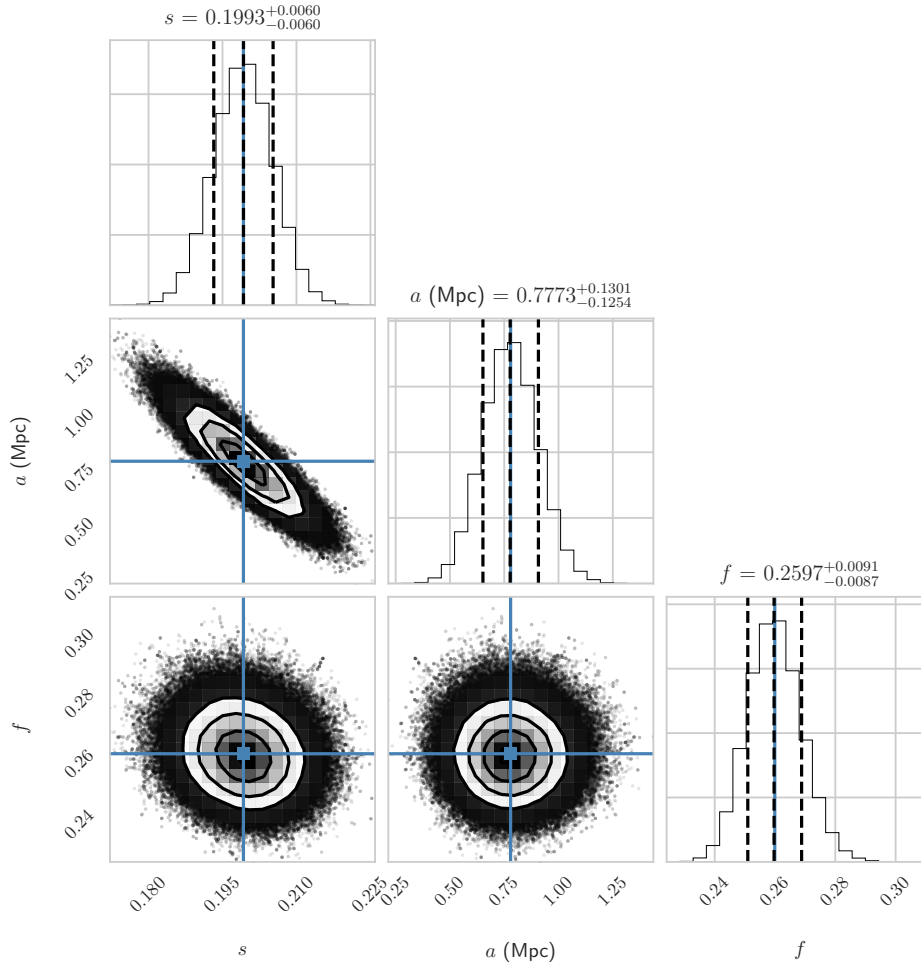 s = 0.1993^{+0.0060}_{-0.0060}
a (Mpc) = 0.7773^{+0.1301}_{-0.1254}
1.25
1.00
0.75
0.50
0.25
a (Mpc)
f = 0.2597^{+0.0091}_{-0.0087}
0.30
0.28
0.26
0.24
f
0.180
0.195
0.210
0.225
s
0.25
0.50
0.75
1.00
1.25
a (Mpc)
0.24
0.26
0.28
0.30
f